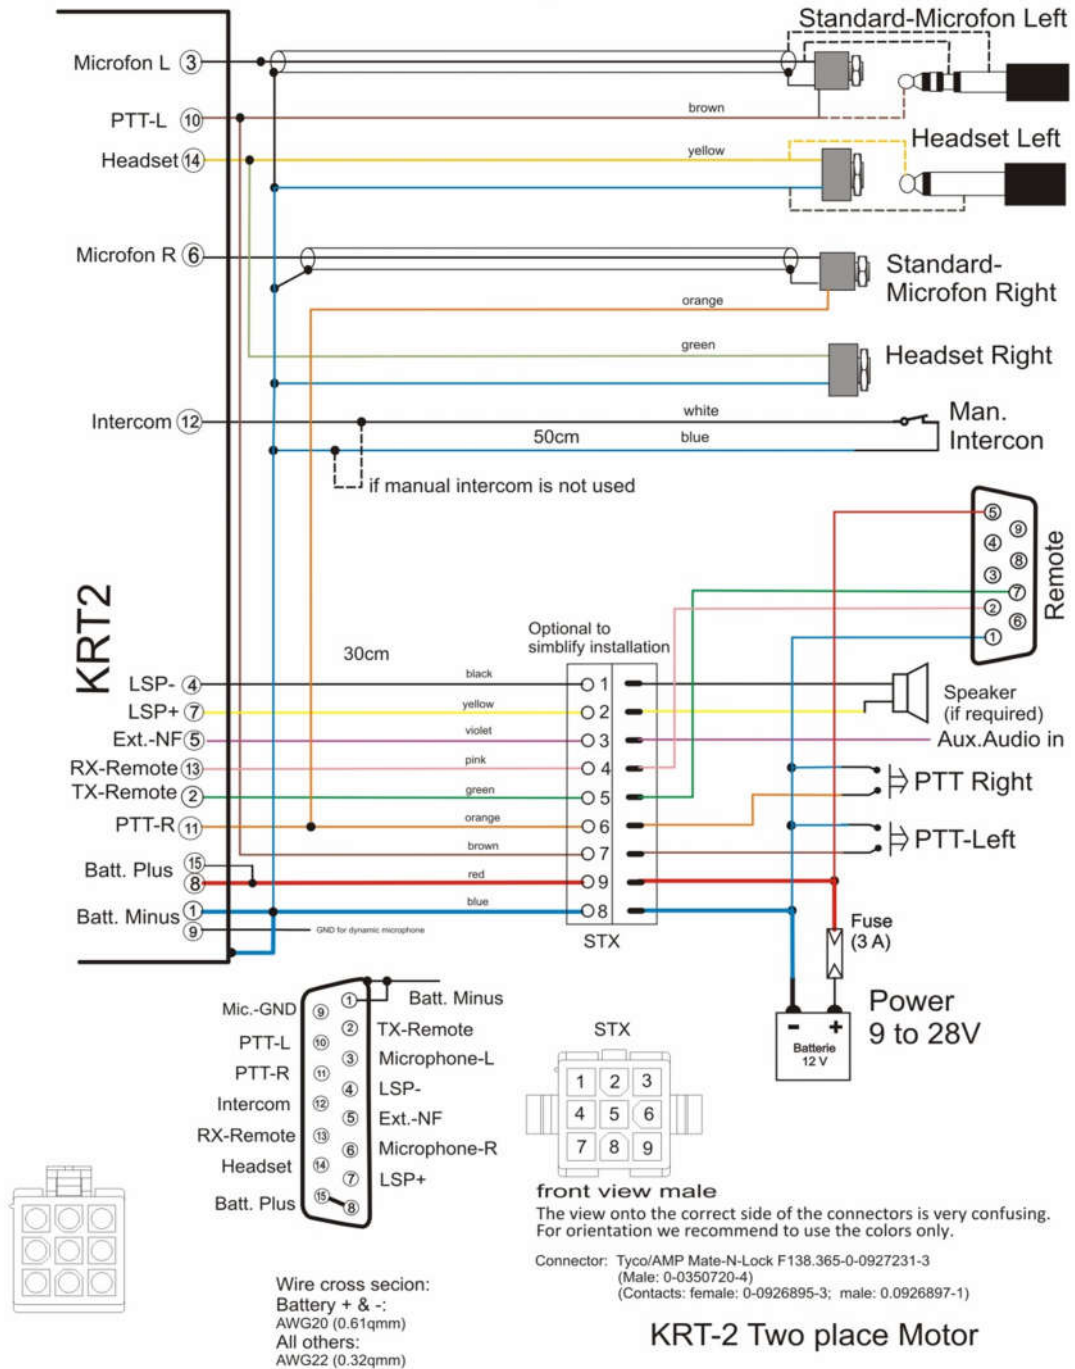 Standard-Microfon Left
Microfon L 3
brown
PTT-L 10
Headset 14
yellow
Headset Left
Microfon R 6
Standard-
Microfon Right
orange
green
Headset Right
Intercom 12
white
50cm
blue
Man.
Intercon
if manual intercom is not used
5
9
4
8
3
7
2
6
1
Remote
KRT2
Optional to
simblify installation
30cm
LSP- 4
black
1
LSP+ 7
yellow
2
Speaker
(if required)
Ext.-NF 5
violet
3
Aux.Audio in
RX-Remote 13
pink
4
PTT Right
TX-Remote 2
green
5
PTT-R 11
orange
6
PTT-Left
brown
7
Batt. Plus 15
8
red
9
Batt. Minus 1
9
blue
8
GND for dynamic microphone
STX
Fuse
(3 A)
Power
9 to 28V
- +
Batterie
12 V
1 Batt. Minus
Mic.-GND 9
2 TX-Remote
PTT-L 10
3 Microphone-L
PTT-R 11
4 LSP-
Intercom 12
5 Ext.-NF
RX-Remote 13
6 Microphone-R
Headset 14
7 LSP+
Batt. Plus 15
8
STX
1 2 3
4 5 6
7 8 9
front view male
The view onto the correct side of the connectors is very confusing.
For orientation we recommend to use the colors only.
Connector: Tyco/AMP Mate-N-Lock F138.365-0-0927231-3
(Male: 0-0350720-4)
(Contacts: female: 0-0926895-3; male: 0.0926897-1)
Wire cross secion:
Battery + & -:
AWG20 (0.61qmm)
All others:
AWG22 (0.32qmm)
KRT-2 Two place Motor